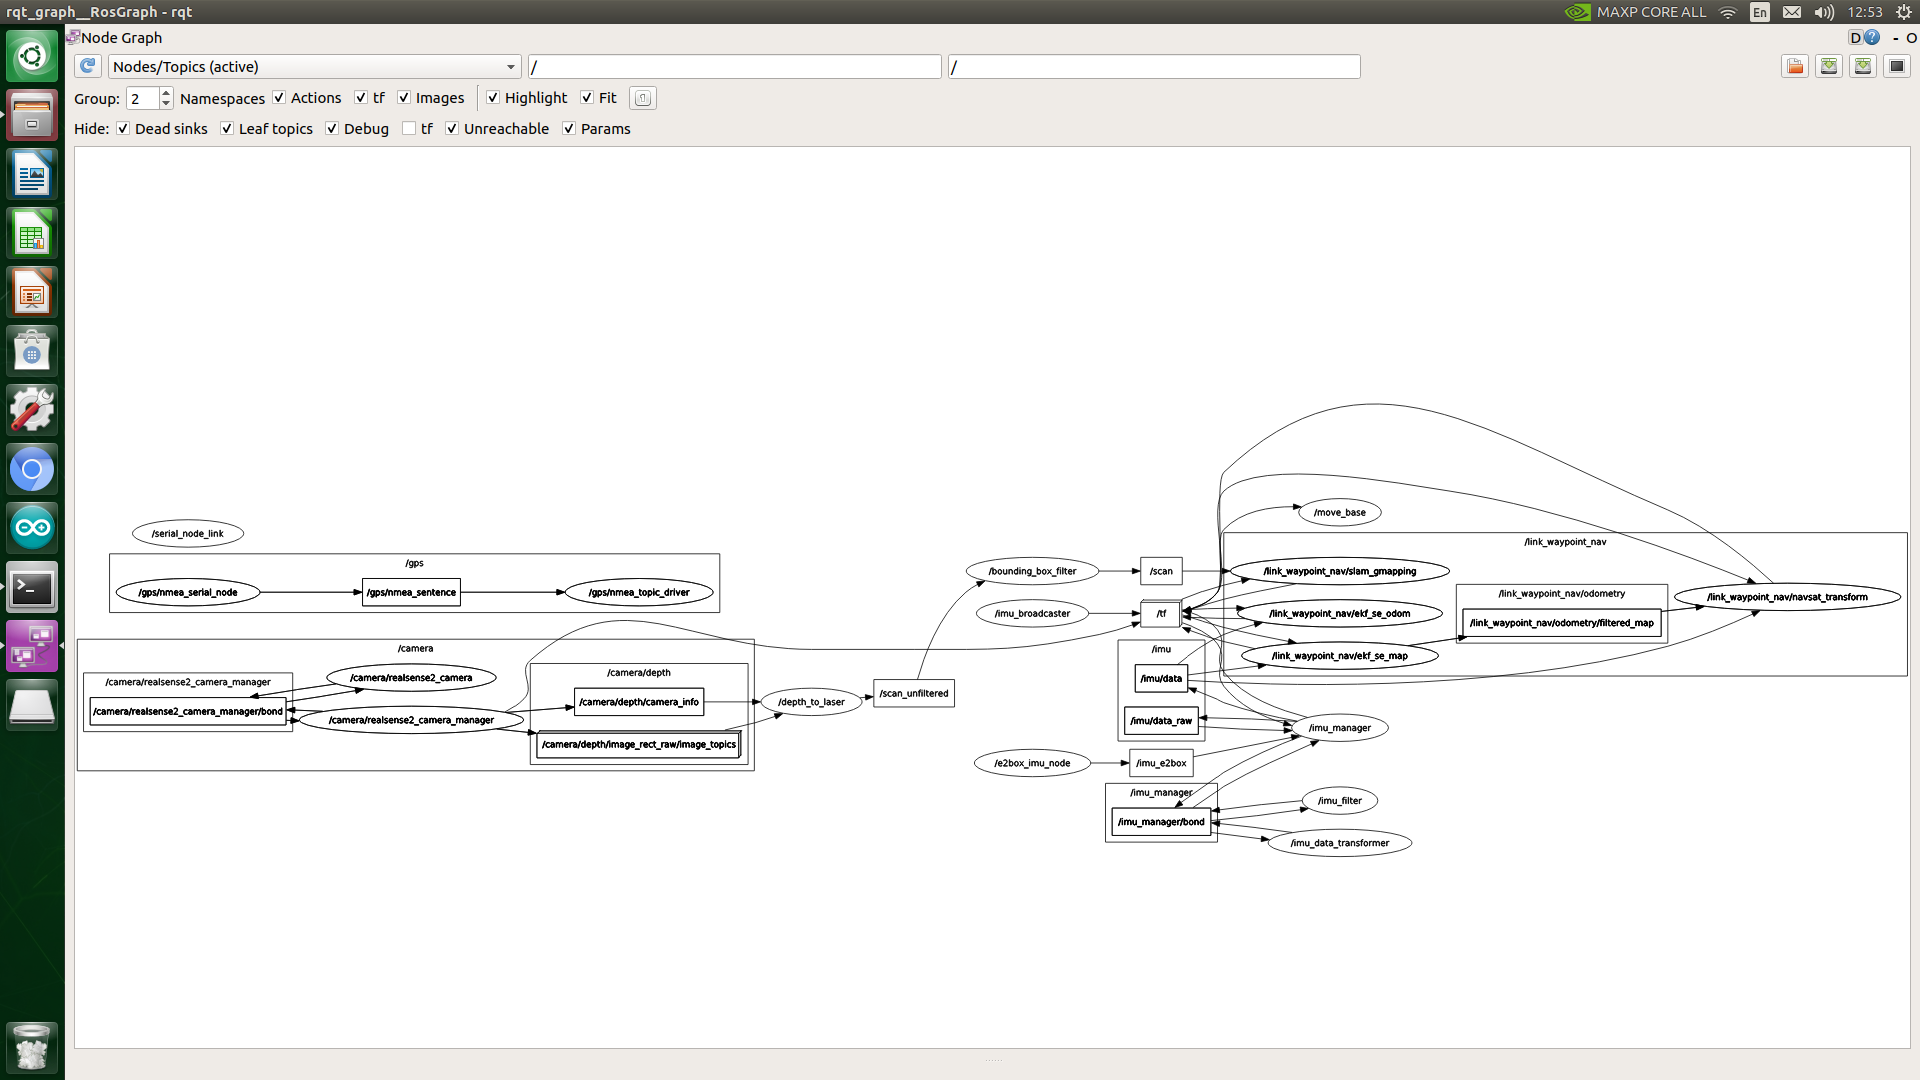 rqt_graph__RosGraph - rqt
MAXP CORE ALL
En
12:53
Node Graph
D
- O
Nodes/Topics (active)
/
/
Group: 2 Namespaces Actions tf Images Highlight Fit
Hide: Dead sinks Leaf topics Debug tf Unreachable Params
/serial_node_link
/gps
/gps/nmea_serial_node
/gps/nmea_sentence
/gps/nmea_topic_driver
/camera
/camera/realsense2_camera_manager
/camera/realsense2_camera_manager/bond
/camera/realsense2_camera
/camera/realsense2_camera_manager
/camera/depth
/camera/depth/camera_info
/camera/depth/image_rect_raw/image_topics
/depth_to_laser
/scan_unfiltered
/bounding_box_filter
/scan
/imu_broadcaster
/tf
/imu
/imu/data
/imu/data_raw
/e2box_imu_node
/imu_e2box
/imu_manager
/imu_manager/bond
/move_base
/link_waypoint_nav
/link_waypoint_nav/slam_gmapping
/link_waypoint_nav/ekf_se_odom
/link_waypoint_nav/ekf_se_map
/link_waypoint_nav/odometry
/link_waypoint_nav/odometry/filtered_map
/link_waypoint_nav/navsat_transform
/imu_manager
/imu_filter
/imu_data_transformer